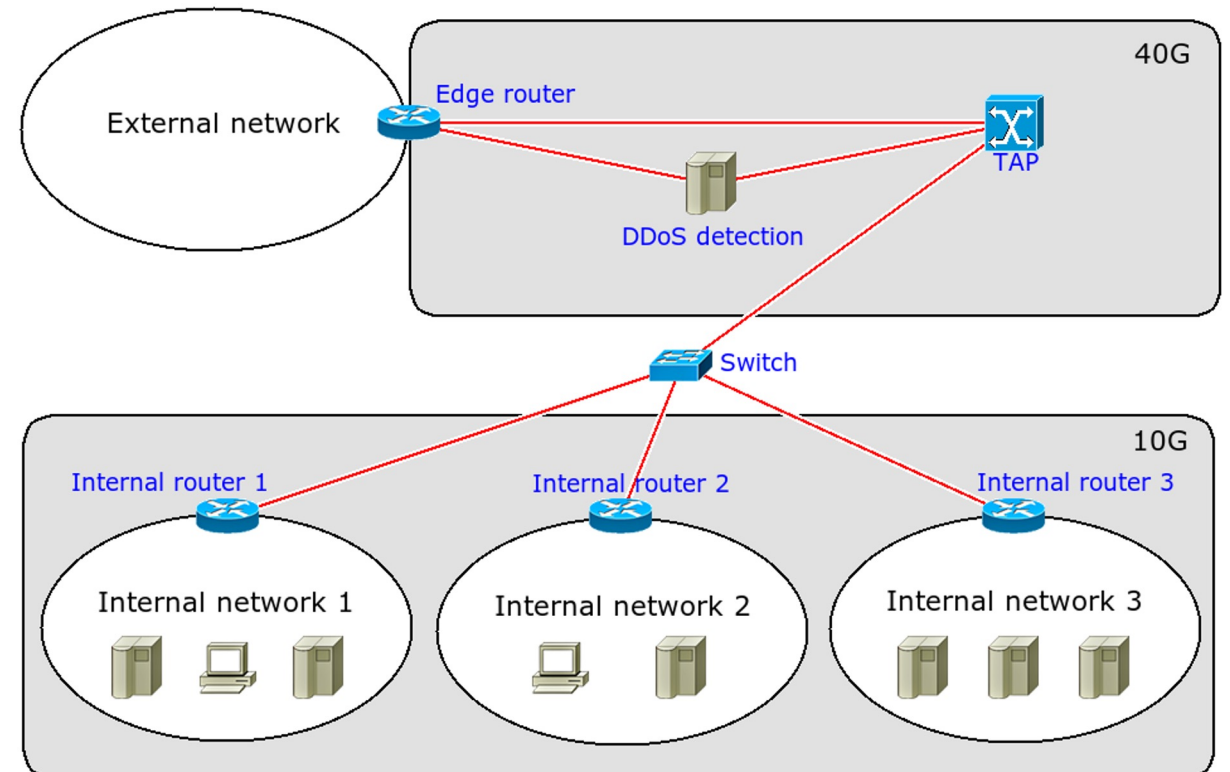 40G
Edge router
External network
TAP
DDoS detection
Switch
10G
Internal router 1
Internal router 2
Internal router 3
Internal network 1
Internal network 2
Internal network 3